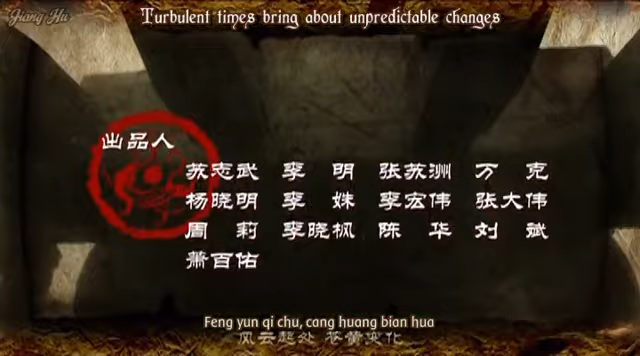 Jiang Hu
Turbulent times bring about unpredictable changes
出品人
苏志武 李 明 张苏洲 万 克
杨晓明 李 姝 李宏伟 张大伟
周 莉 李晓枫 陈 华 刘 斌
萧百佑
Feng yun qi chu, cang huang bian hua
风云起处 苍黄变化